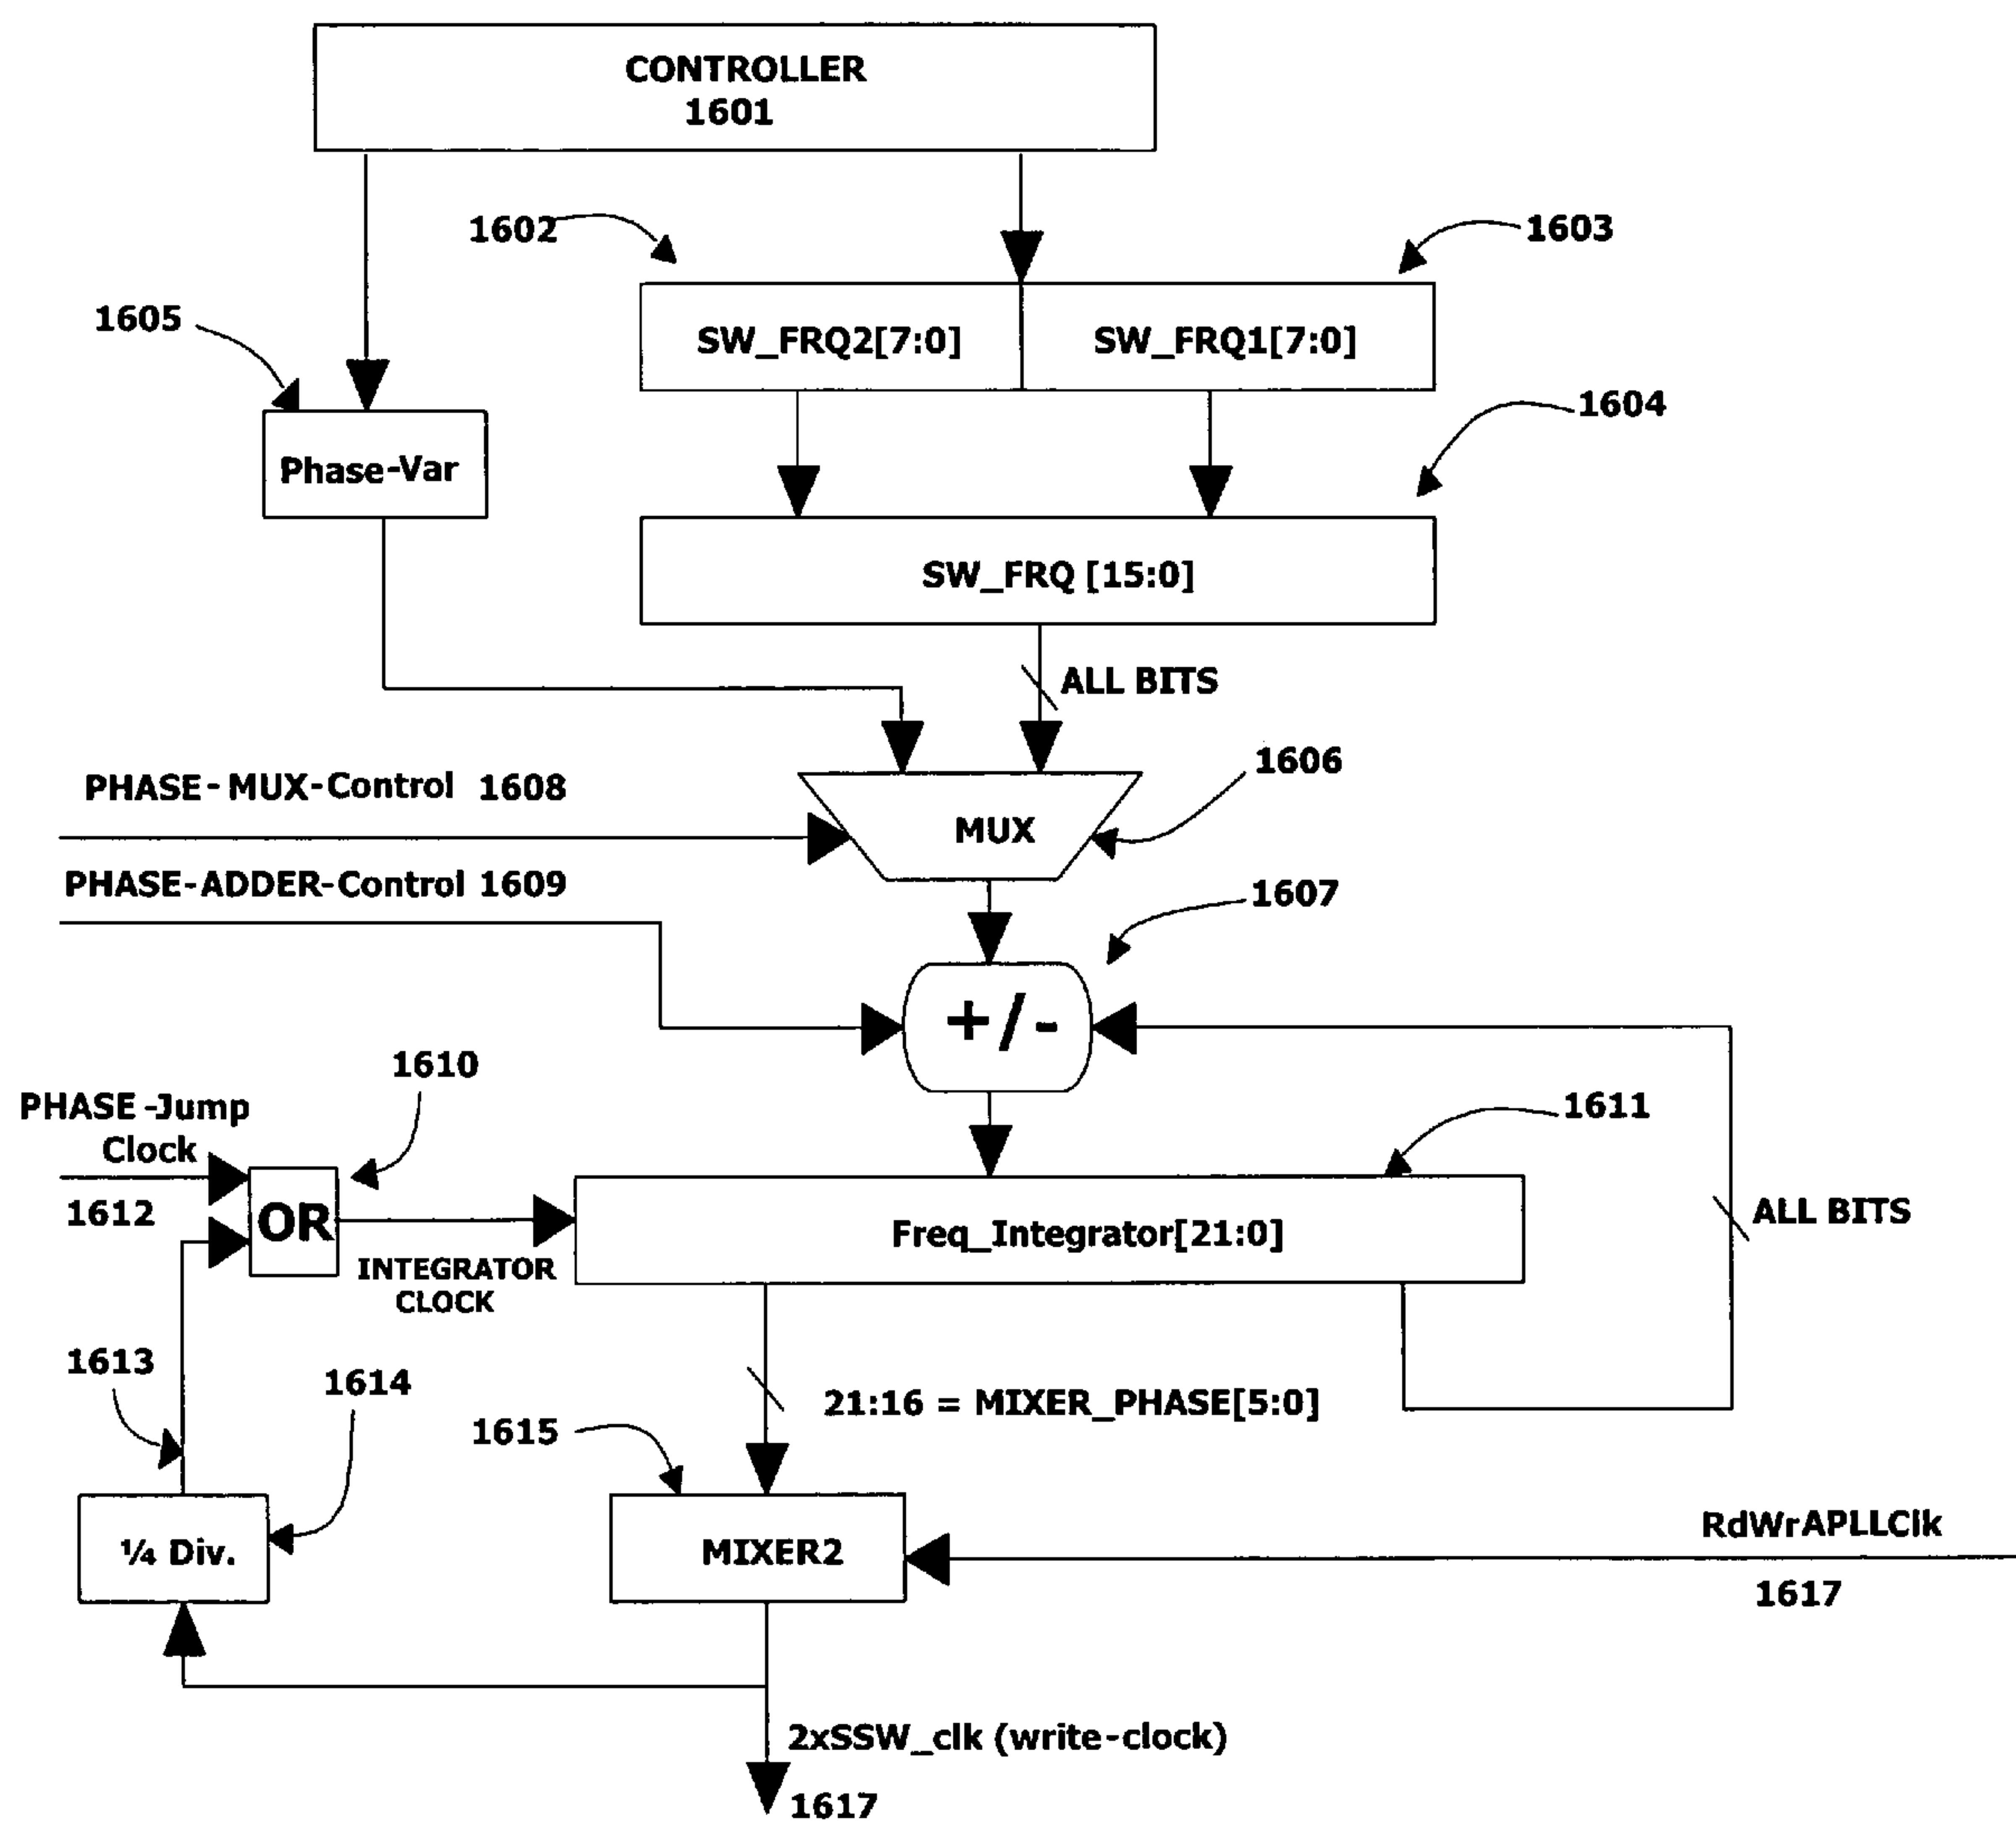 CONTROLLER
1601
1602
1603
SW_FRQ2[7:0]
SW_FRQ1[7:0]
1605
1604
Phase-Var
SW_FRQ [15:0]
ALL BITS
1606
PHASE-MUX-Control 1608
MUX
PHASE-ADDER-Control 1609
1607
+/-
1610
PHASE-Jump
Clock
1611
1612
OR
Freq_Integrator[21:0]
ALL BITS
INTEGRATOR
CLOCK
1613
1614
21:16 = MIXER_PHASE[5:0]
1615
¼ Div.
MIXER2
RdWrAPLLClk
1617
2xSSW_clk (write-clock)
1617